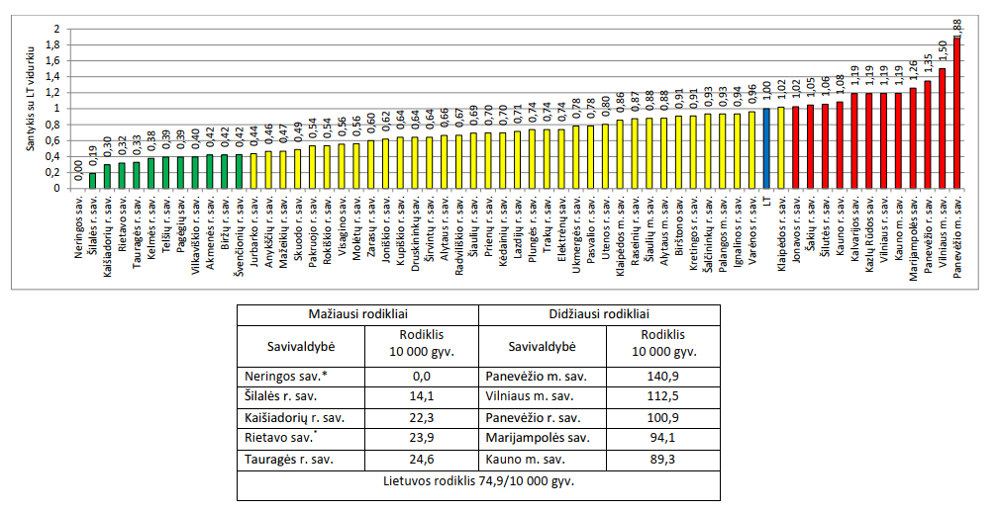 Santykis su LT vidurkiu
2
1,8
1,6
1,4
1,2
1
0,8
0,6
0,4
0,2
0
0,00 0,19 0,30 0,32 0,33 0,38 0,39 0,39 0,40 0,42 0,42 0,42 0,44 0,46 0,47 0,49 0,54 0,54 0,56 0,56 0,60 0,62 0,64 0,64 0,64 0,66 0,67 0,69 0,70 0,70 0,71 0,74 0,74 0,74 0,78 0,78 0,80 0,86 0,87 0,88 0,88 0,91 0,91 0,93 0,93 0,94 0,96 1,00 1,02 1,02 1,05 1,06 1,08 1,19 1,19 1,19 1,19 1,26 1,35 1,50 1,88
Neringos sav.
Šilalės r. sav.
Kaišiadorių r. sav.
Rietavo sav.
Tauragės r. sav.
Kelmės r. sav.
Telšių r. sav.
Pagėgių sav.
Vilkaviškio r. sav.
Akmenės r. sav.
Biržų r. sav.
Švenčionių r. sav.
Jurbarko r. sav.
Anykščių r. sav.
Mažeikių r. sav.
Skuodo r. sav.
Pakruojo r. sav.
Rokiškio r. sav.
Visagino sav.
Molėtų r. sav.
Zarasų r. sav.
Joniškio r. sav.
Kupiškio r. sav.
Druskininkų sav.
Širvintų r. sav.
Alytaus r. sav.
Radviliškio r. sav.
Šiaulių r. sav.
Prienų r. sav.
Kėdainių r. sav.
Lazdijų r. sav.
Plungės r. sav.
Trakų r. sav.
Elektrėnų sav.
Ukmergės r. sav.
Pasvalio r. sav.
Utenos r. sav.
Klaipėdos m. sav.
Raseinių r. sav.
Šiaulių m. sav.
Alytaus m. sav.
Birštono sav.
Kretingos r. sav.
Šalčininkų r. sav.
Palangos m. sav.
Ignalinos r. sav.
Varėnos r. sav.
LT
Klaipėdos r. sav.
Jonavos r. sav.
Šakių r. sav.
Šilutės r. sav.
Kauno r. sav.
Kalvarijos sav.
Kazlų Rūdos sav.
Vilniaus r. sav.
Kauno m. sav.
Marijampolės sav.
Panevėžio r. sav.
Vilniaus m. sav.
Panevėžio m. sav.
Mažiausi rodikliai Didžiausi rodikliai
Savivaldybė Rodiklis 10 000 gyv. Savivaldybė Rodiklis 10 000 gyv.
Neringos sav.* 0,0 Panevėžio m. sav. 140,9
Šilalės r. sav. 14,1 Vilniaus m. sav. 112,5
Kaišiadorių r. sav. 22,3 Panevėžio r. sav. 100,9
Rietavo sav.* 23,9 Marijampolės sav. 94,1
Tauragės r. sav. 24,6 Kauno m. sav. 89,3
Lietuvos rodiklis 74,9/10 000 gyv.